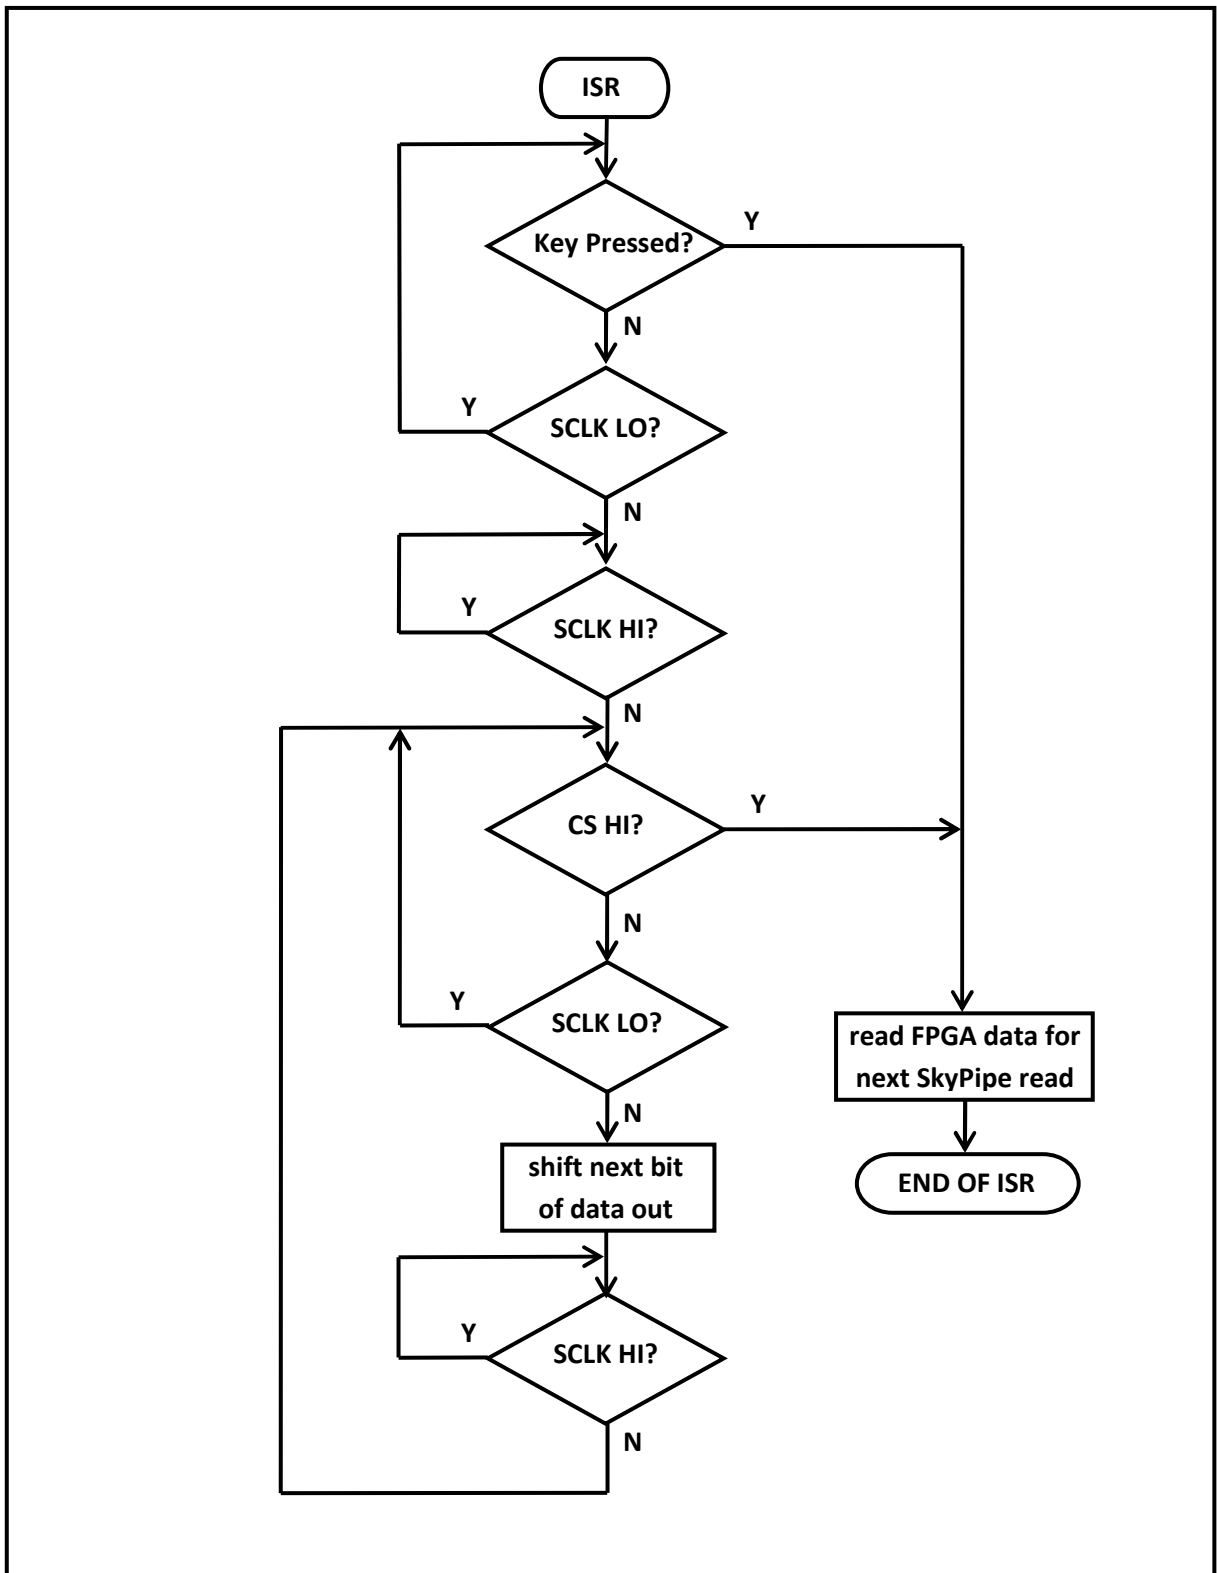 ISR
Key Pressed?
Y
N
SCLK LO?
Y
N
SCLK HI?
Y
N
CS HI?
Y
N
SCLK LO?
Y
N
read FPGA data for
next SkyPipe read
END OF ISR
shift next bit
of data out
SCLK HI?
Y
N